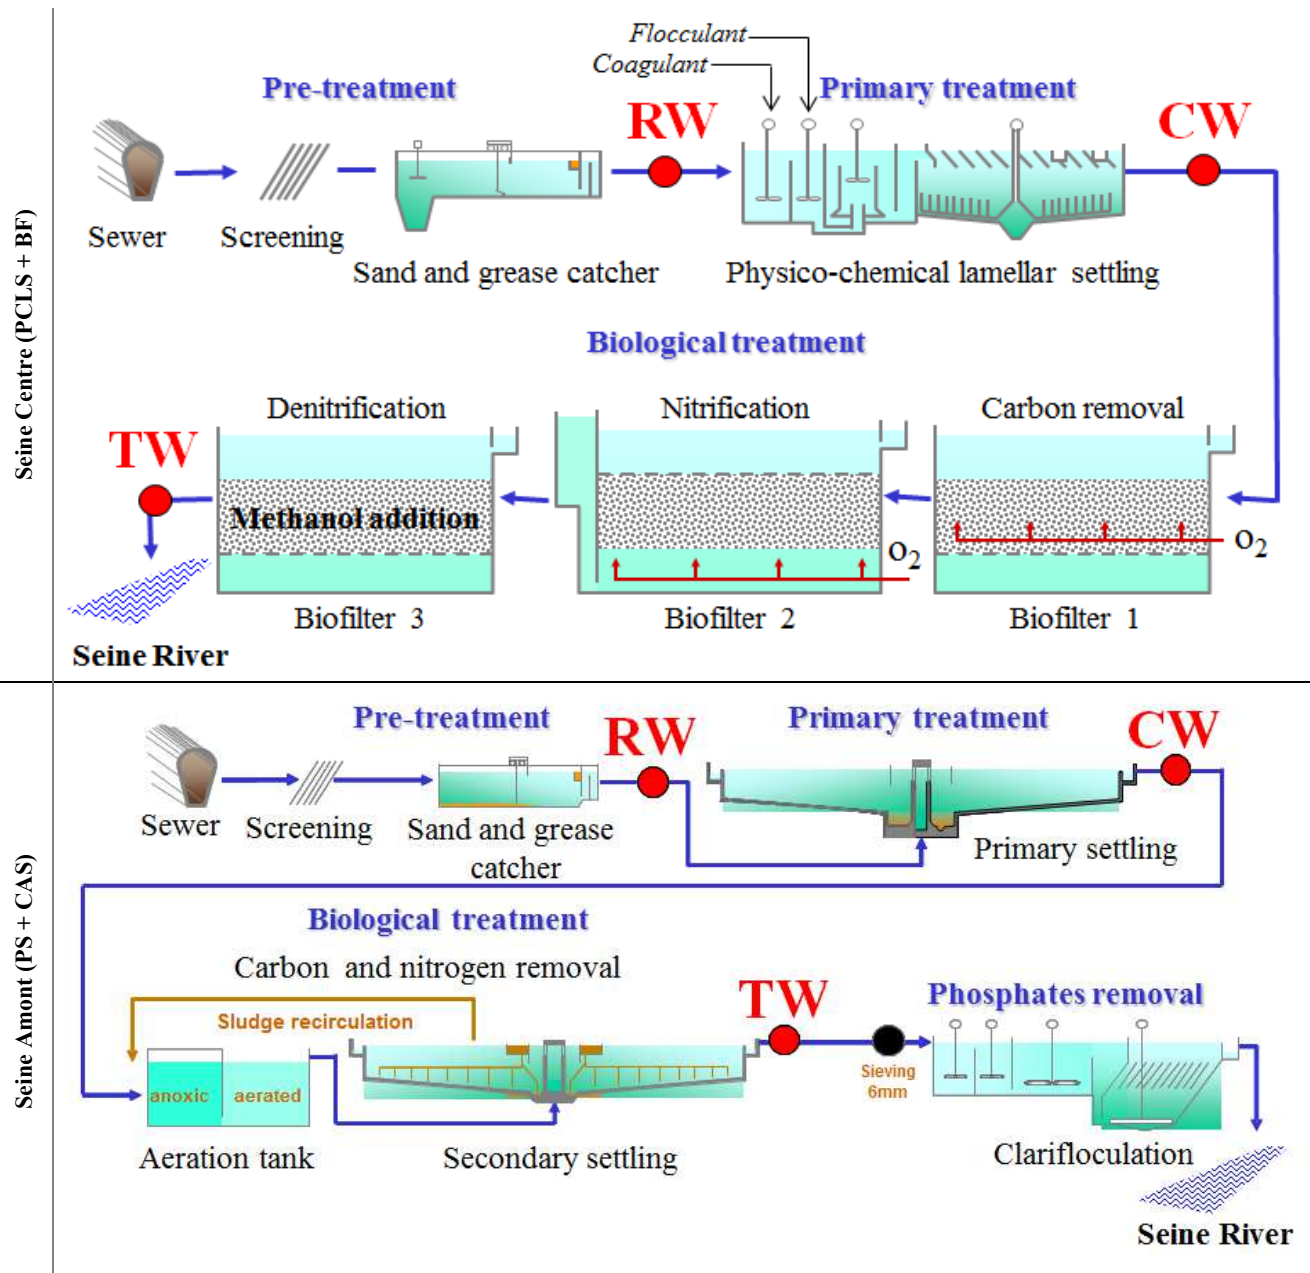 Seine Centre (PCLS + BF)
Flocculant
Coagulant
Pre-treatment
RW
Primary treatment
CW
Sewer
Screening
Sand and grease catcher
Physico-chemical lamellar settling
Biological treatment
Denitrification
Nitrification
Carbon removal
TW
Methanol addition
O2
O2
Biofilter 3
Biofilter 2
Biofilter 1
Seine River
Seine Amont (PS + CAS)
Pre-treatment
RW
Primary treatment
CW
Sewer
Screening
Sand and grease
catcher
Primary settling
Biological treatment
Carbon and nitrogen removal
Sludge recirculation
TW
Phosphates removal
Sieving
6mm
anoxic
aerated
Aeration tank
Secondary settling
Clarifloculation
Seine River